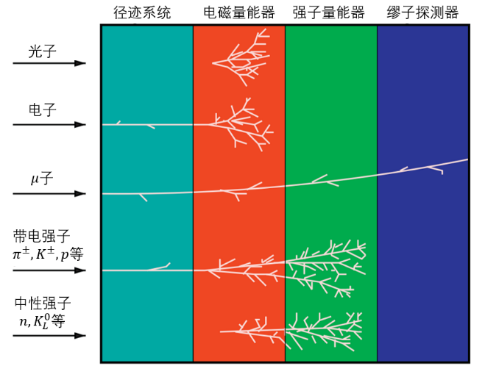 径迹系统 电磁量能器 强子量能器 缪子探测器
光子
电子
μ子
带电强子
π±, K±, p等
中性强子
n, K⁰_L等